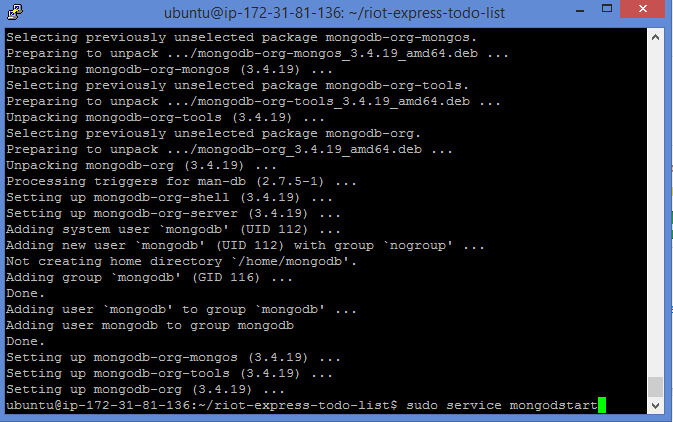 ubuntu@ip-172-31-81-136: ~/riot-express-todo-list
Selecting previously unselected package mongodb-org-mongos.
Preparing to unpack .../mongodb-org-mongos_3.4.19_amd64.deb ...
Unpacking mongodb-org-mongos (3.4.19) ...
Selecting previously unselected package mongodb-org-tools.
Preparing to unpack .../mongodb-org-tools_3.4.19_amd64.deb ...
Unpacking mongodb-org-tools (3.4.19) ...
Selecting previously unselected package mongodb-org.
Preparing to unpack .../mongodb-org_3.4.19_amd64.deb ...
Unpacking mongodb-org (3.4.19) ...
Processing triggers for man-db (2.7.5-1) ...
Setting up mongodb-org-shell (3.4.19) ...
Setting up mongodb-org-server (3.4.19) ...
Adding system user `mongodb' (UID 112) ...
Adding new user `mongodb' (UID 112) with group `nogroup' ...
Not creating home directory `/home/mongodb'.
Adding group `mongodb' (GID 116) ...
Done.
Adding user `mongodb' to group `mongodb' ...
Adding user mongodb to group mongodb
Done.
Setting up mongodb-org-mongos (3.4.19) ...
Setting up mongodb-org-tools (3.4.19) ...
Setting up mongodb-org (3.4.19) ...
ubuntu@ip-172-31-81-136:~/riot-express-todo-list$ sudo service mongodstart